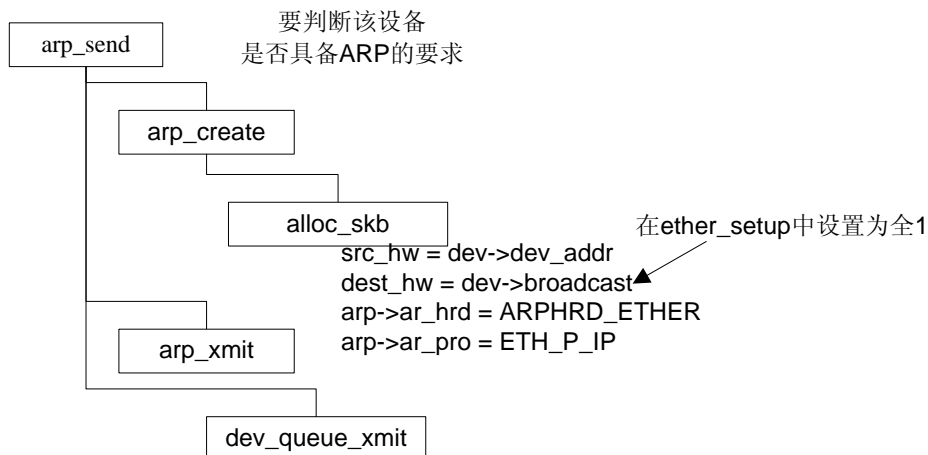 arp_send
要判断该设备
是否具备ARP的要求
arp_create
alloc_skb
在ether_setup中设置为全1
src_hw = dev->dev_addr
dest_hw = dev->broadcast
arp->ar_hrd = ARPHRD_ETHER
arp->ar_pro = ETH_P_IP
arp_xmit
dev_queue_xmit